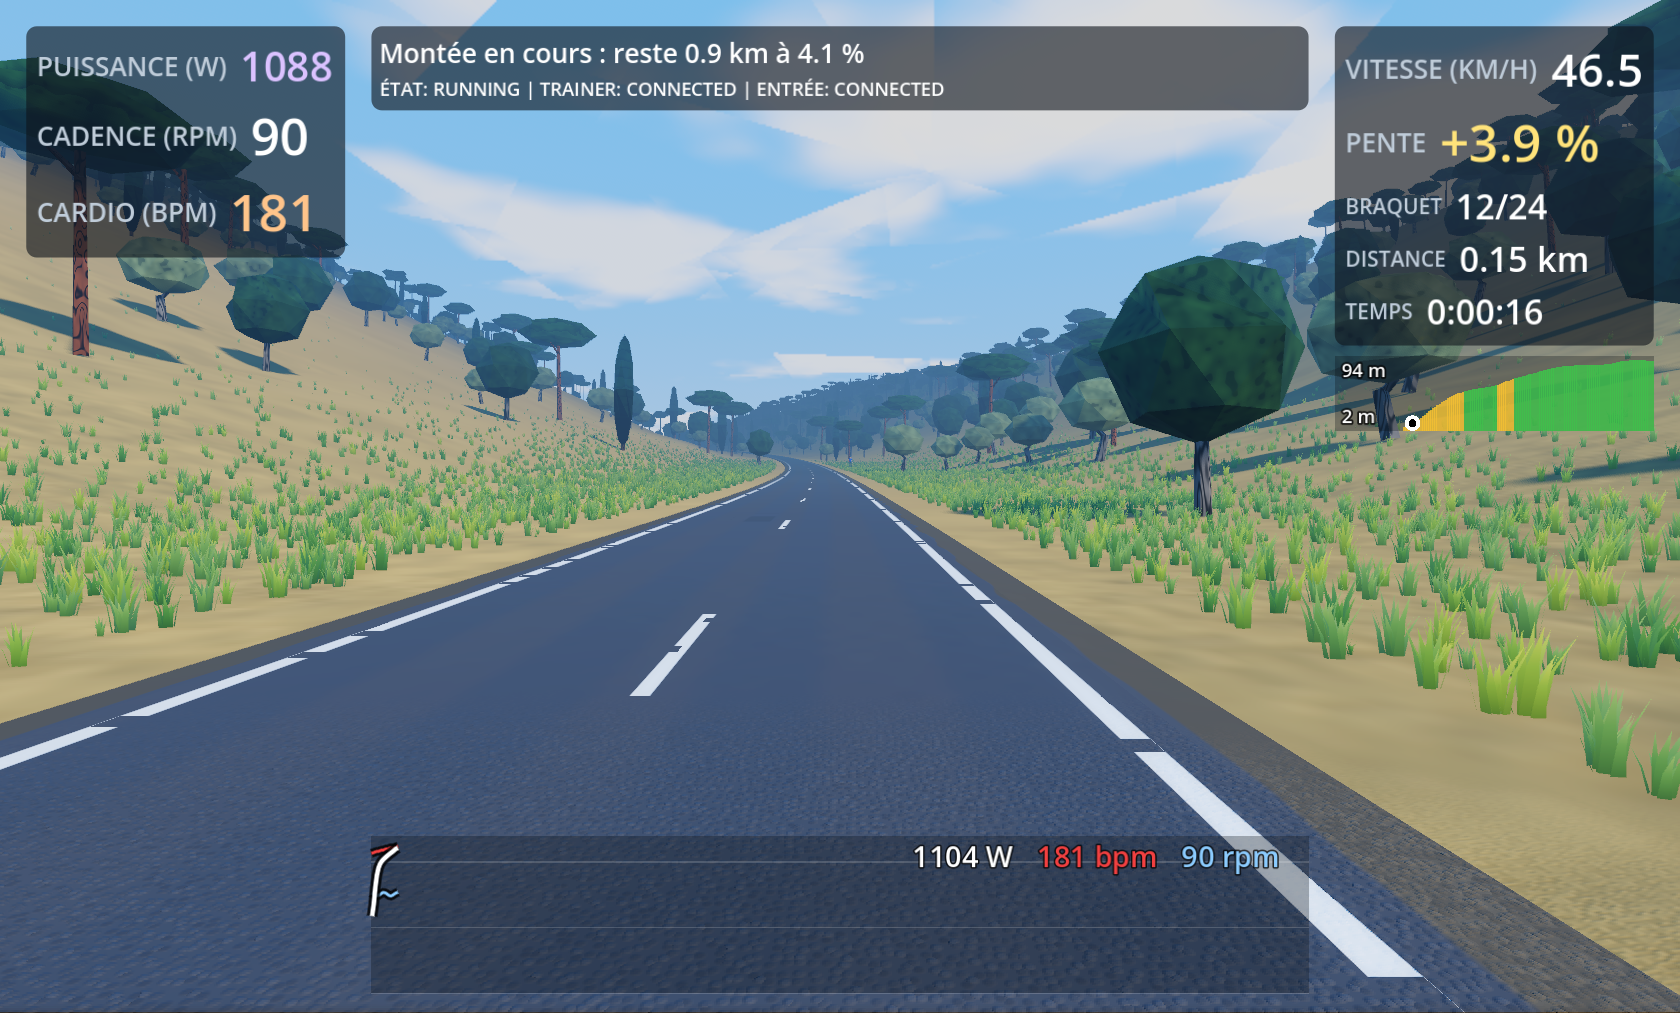 PUISSANCE (W) 1088
CADENCE (RPM) 90
CARDIO (BPM) 181
Montée en cours : reste 0.9 km à 4.1 %
ÉTAT: RUNNING | TRAINER: CONNECTED | ENTRÉE: CONNECTED
VITESSE (KM/H) 46.5
PENTE +3.9 %
BRAQUET 12/24
DISTANCE 0.15 km
TEMPS 0:00:16
94 m
2 m
1104 W 181 bpm 90 rpm